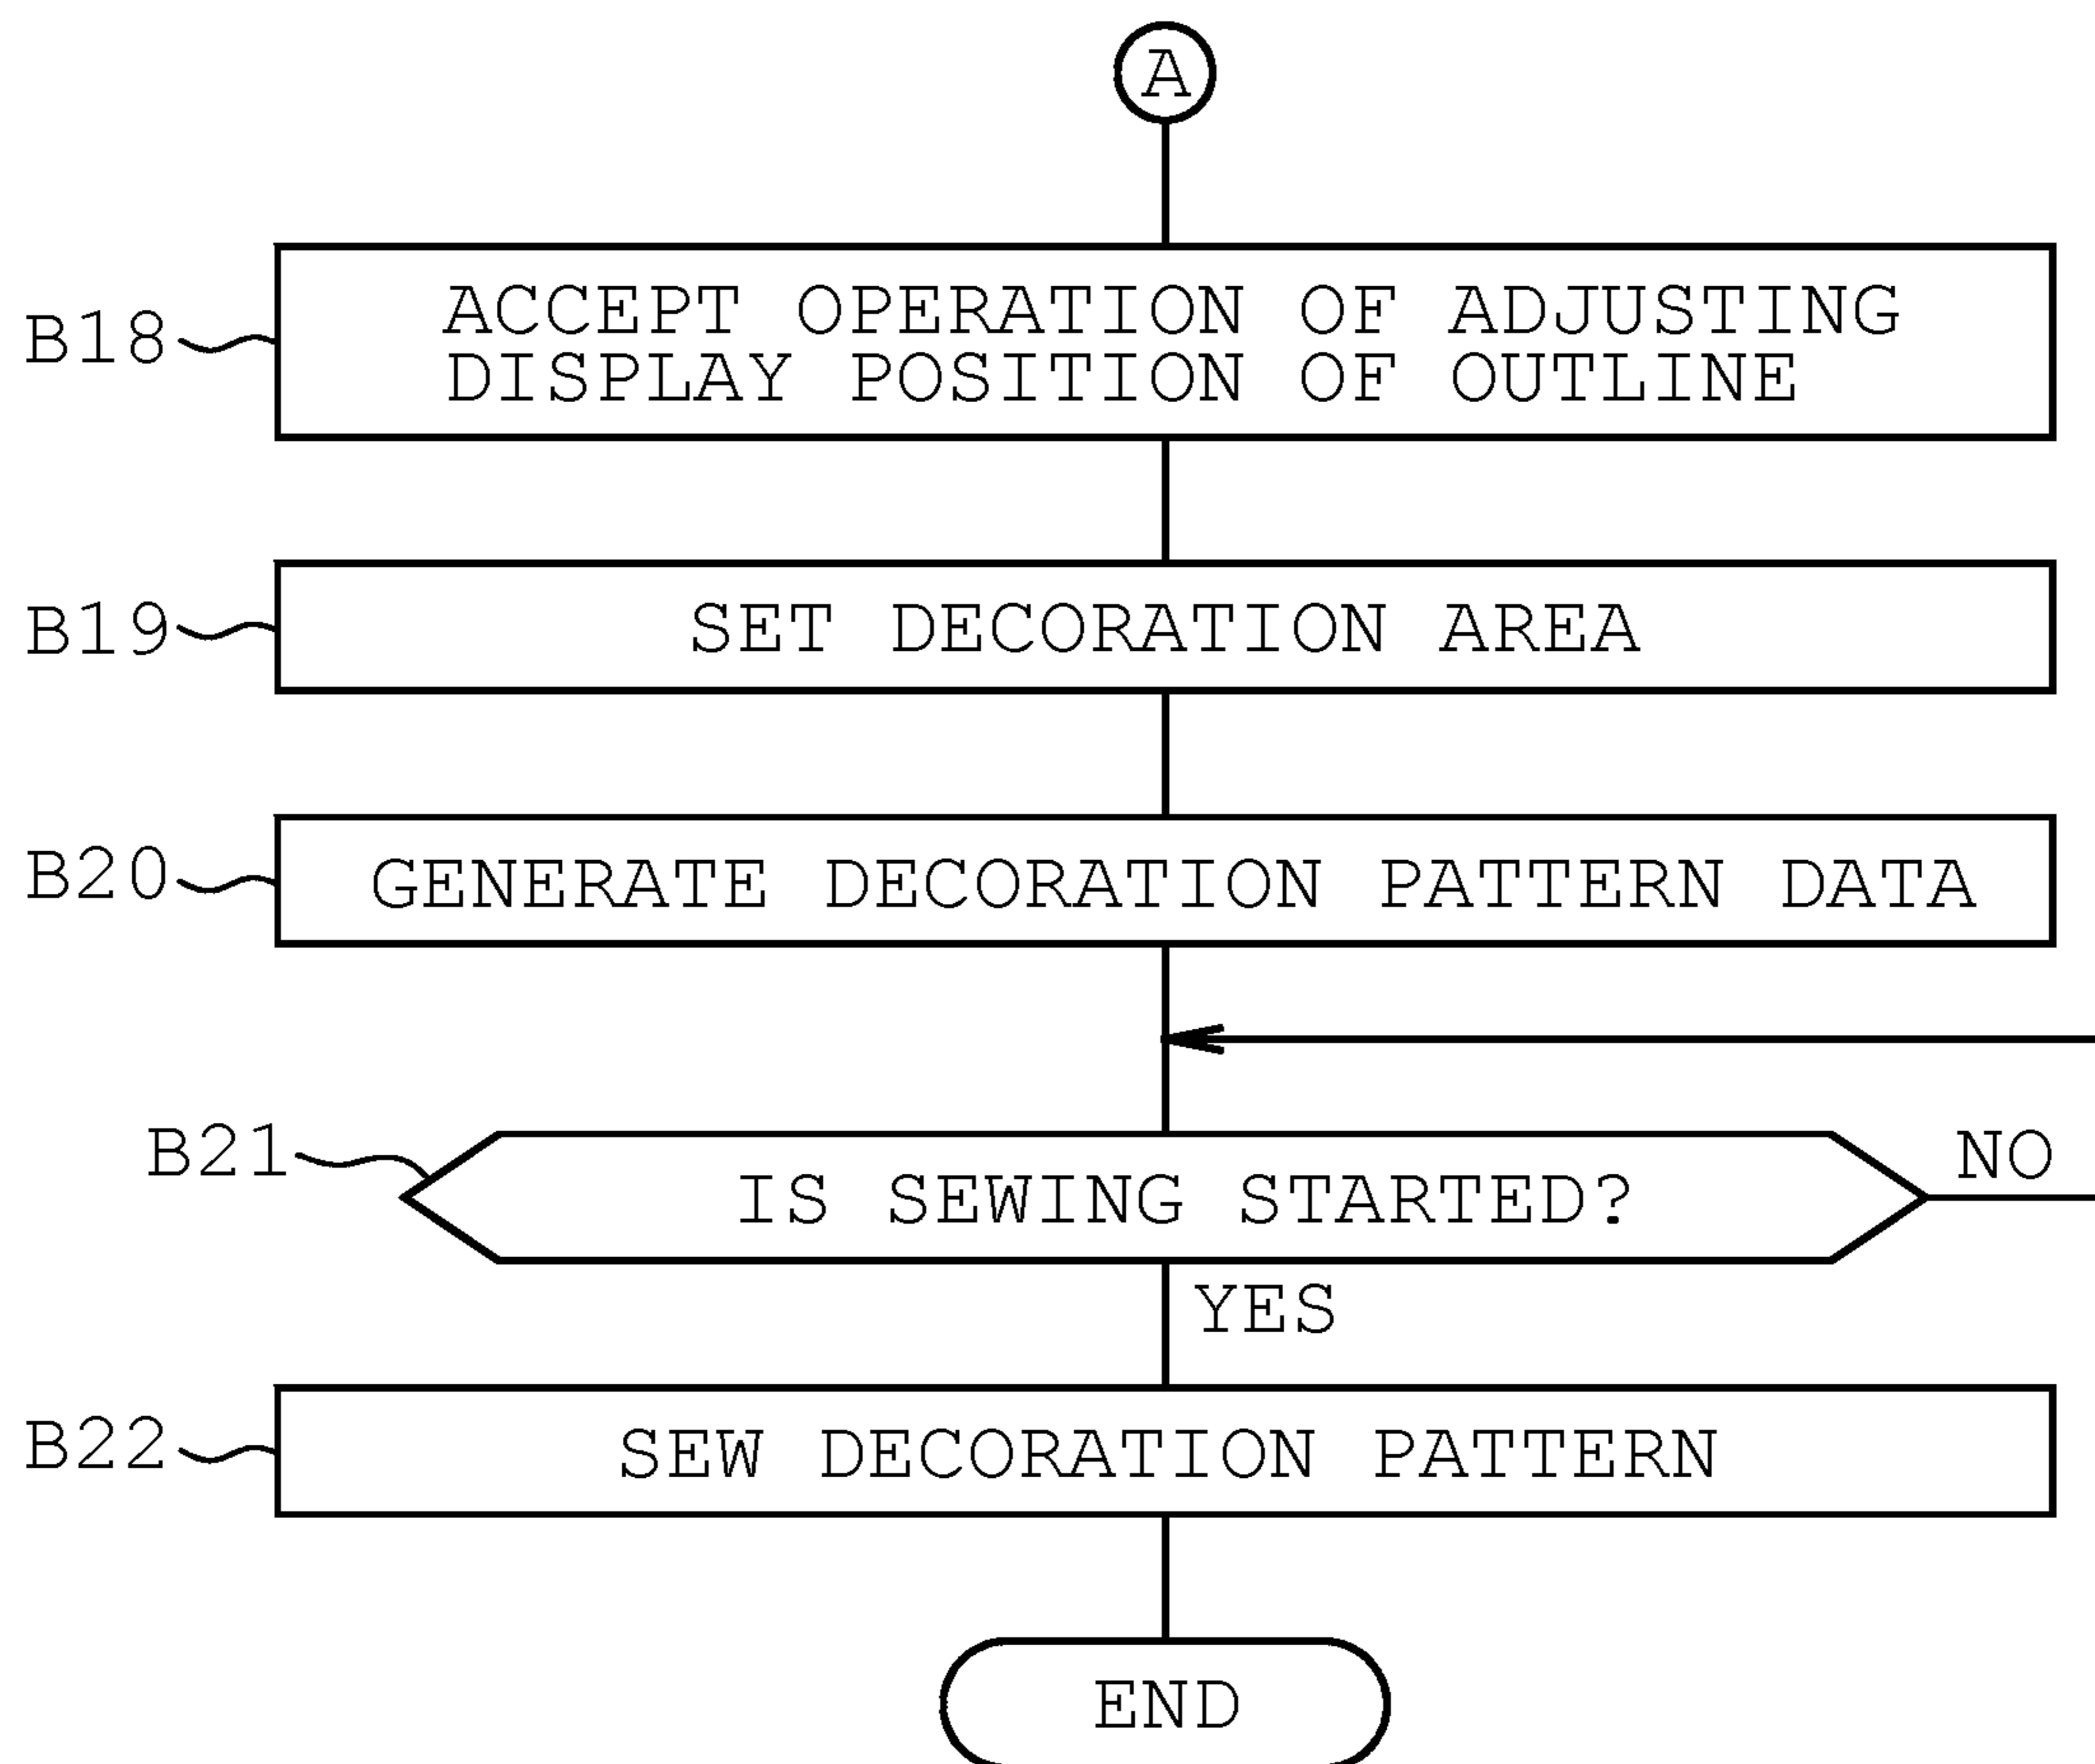 A
B18
ACCEPT OPERATION OF ADJUSTING
DISPLAY POSITION OF OUTLINE
B19
SET DECORATION AREA
B20
GENERATE DECORATION PATTERN DATA
B21
IS SEWING STARTED?
NO
YES
B22
SEW DECORATION PATTERN
END